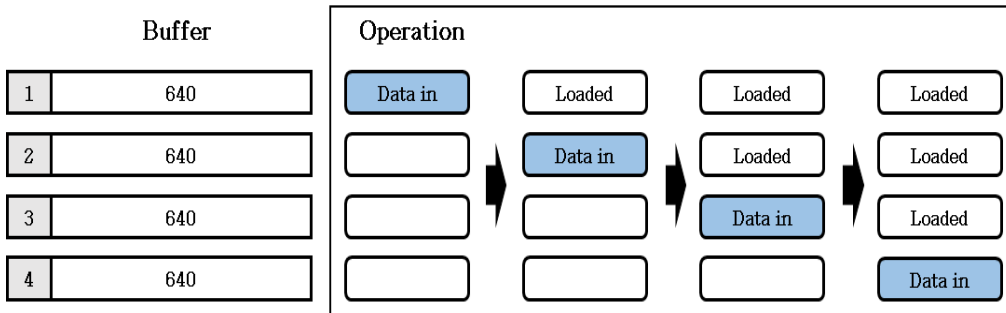 Buffer Operation
1 640 Data in Loaded Loaded Loaded
2 640 Data in Loaded Loaded
3 640 Data in Loaded
4 640 Data in